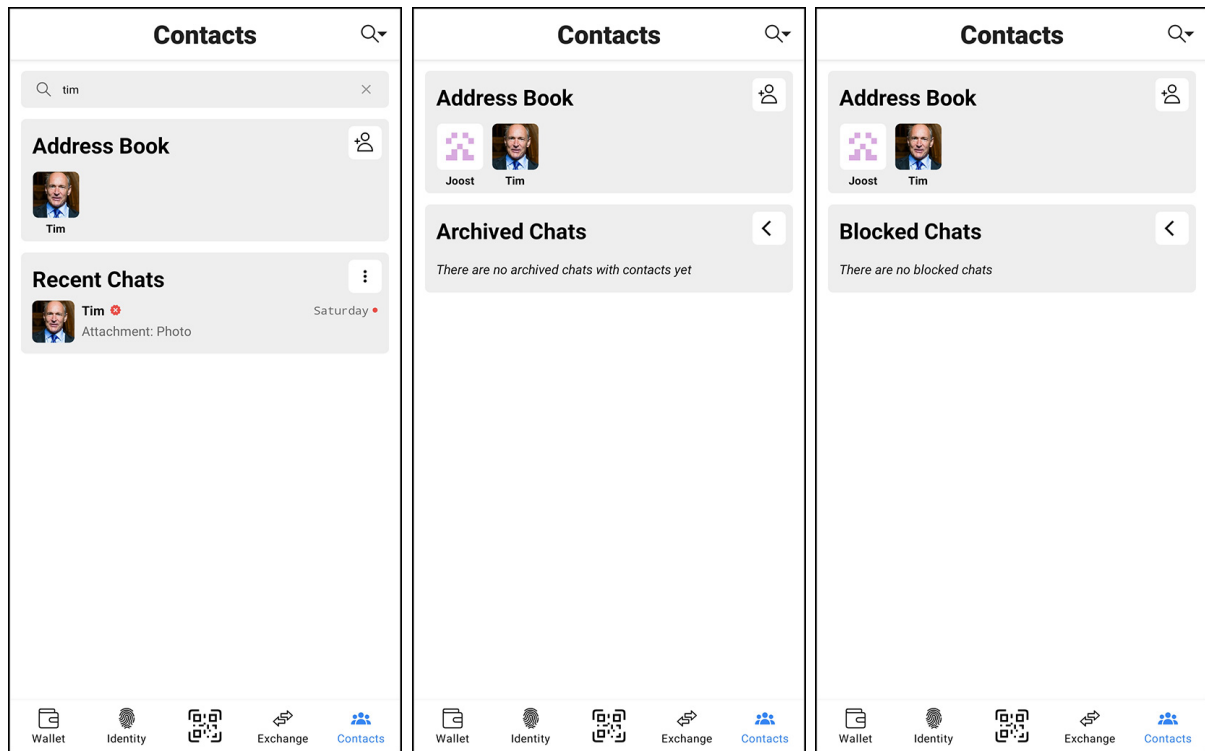 Contacts
tim
Address Book
Tim
Recent Chats
Tim
Saturday
Attachment: Photo
Wallet
Identity
Exchange
Contacts
Contacts
Address Book
Joost
Tim
Archived Chats
There are no archived chats with contacts yet
Wallet
Identity
Exchange
Contacts
Contacts
Address Book
Joost
Tim
Blocked Chats
There are no blocked chats
Wallet
Identity
Exchange
Contacts